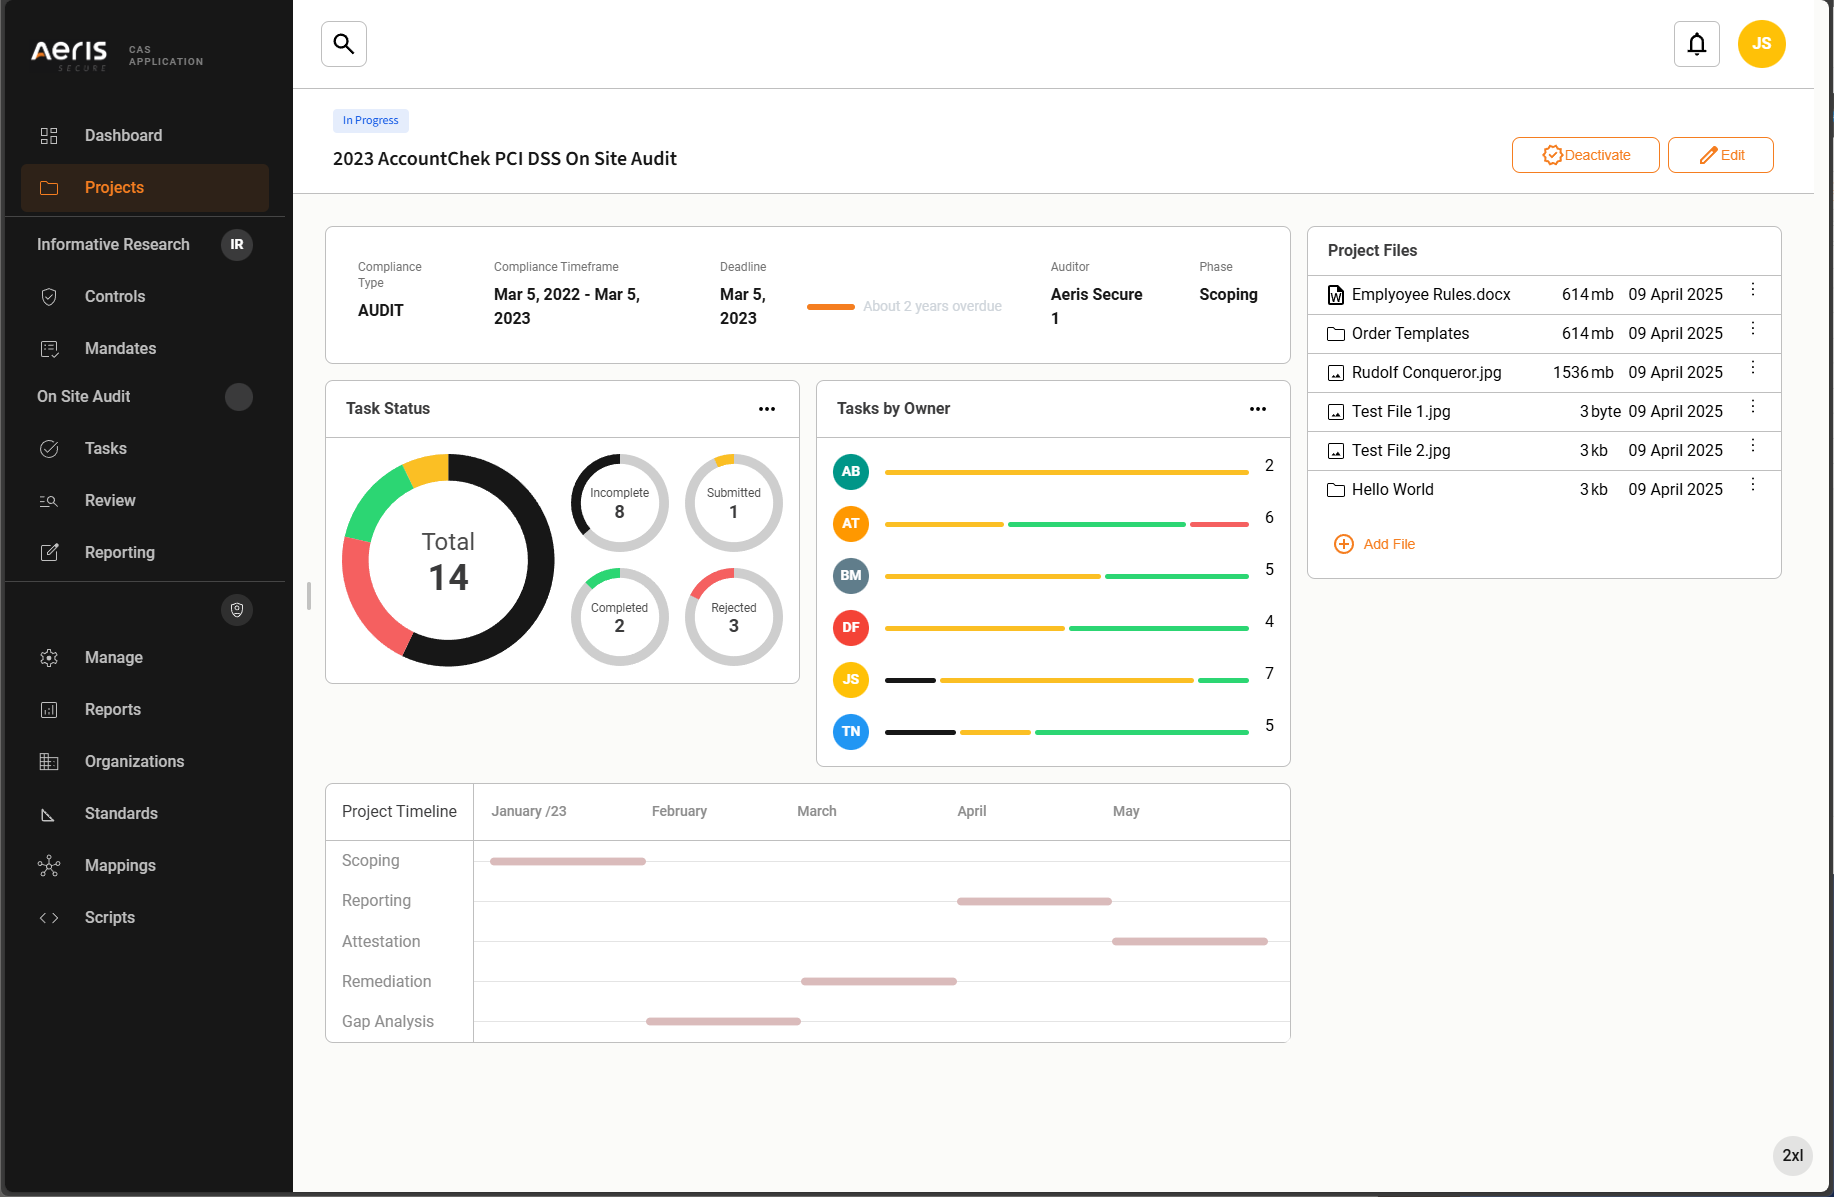 Aeris
SECURE
CAS
APPLICATION
Dashboard
Projects
Informative Research
IR
Controls
Mandates
On Site Audit
Tasks
Review
Reporting
Manage
Reports
Organizations
Standards
Mappings
Scripts
JS
In Progress
2023 AccountChek PCI DSS On Site Audit
Deactivate
Edit
Compliance
Type
AUDIT
Compliance Timeframe
Mar 5, 2022 - Mar 5,
2023
Deadline
Mar 5,
2023
About 2 years overdue
Auditor
Aeris Secure
1
Phase
Scoping
Task Status
Total
14
Incomplete
8
Submitted
1
Completed
2
Rejected
3
Tasks by Owner
AB
2
AT
6
BM
5
DF
4
JS
7
TN
5
Project Files
W
Emplyoyee Rules.docx 614 mb 09 April 2025
Order Templates 614 mb 09 April 2025
Rudolf Conqueror.jpg 1536 mb 09 April 2025
Test File 1.jpg 3 byte 09 April 2025
Test File 2.jpg 3 kb 09 April 2025
Hello World 3 kb 09 April 2025
Add File
Project Timeline
January /23 February March April May
Scoping
Reporting
Attestation
Remediation
Gap Analysis
2xl